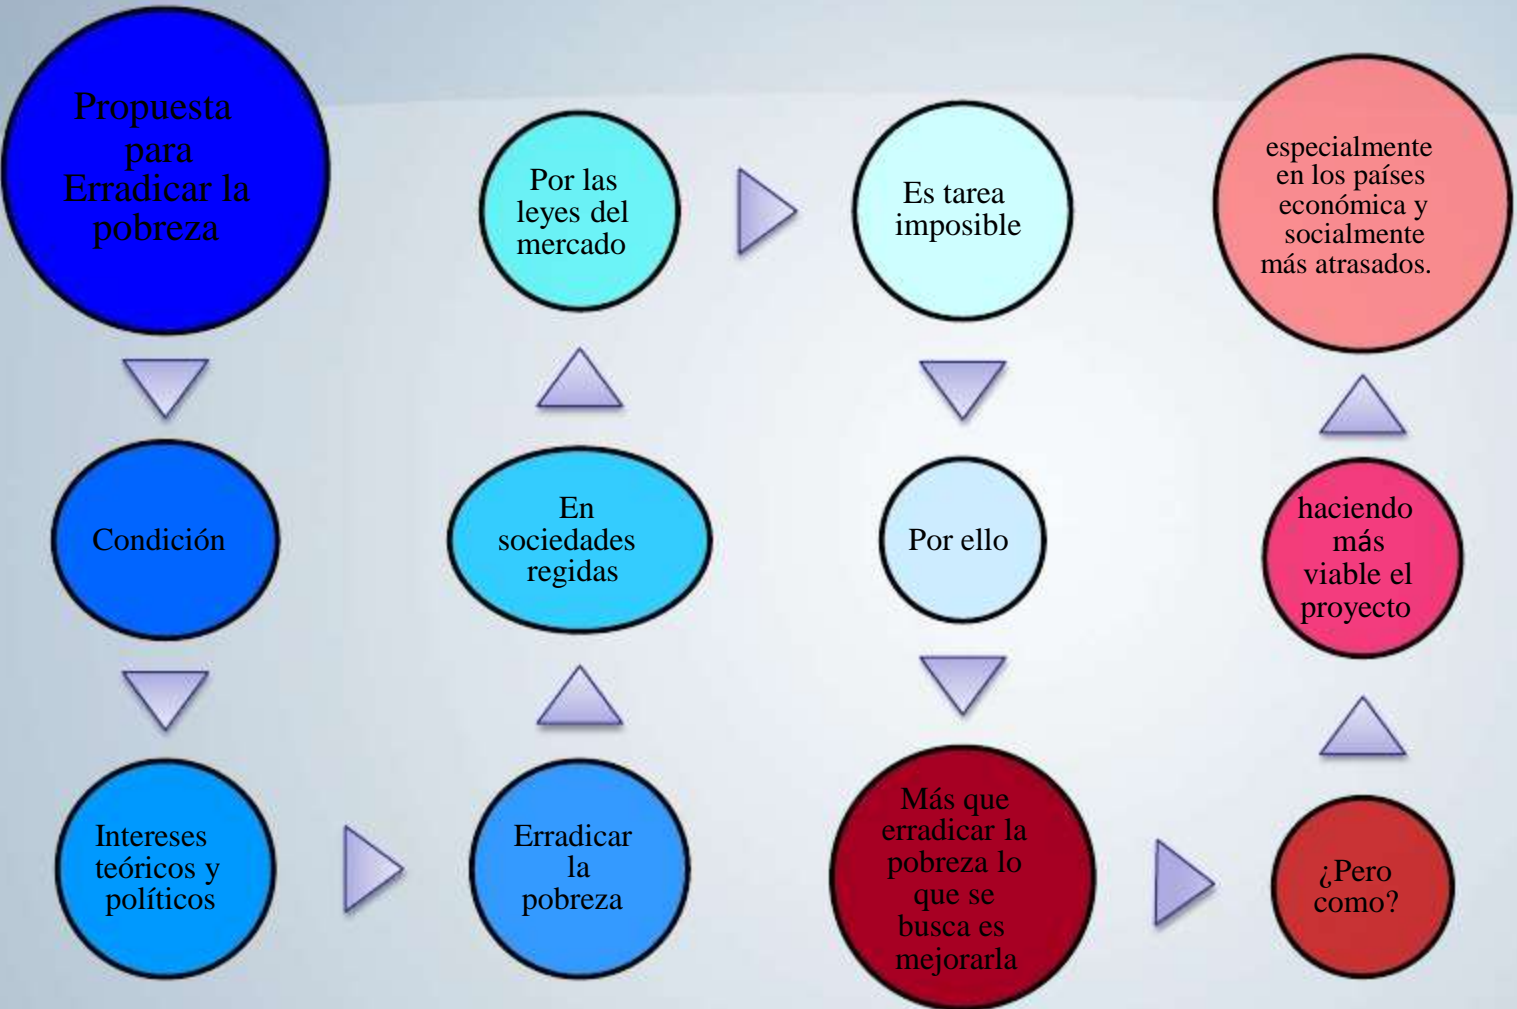 Propuesta
para
Erradicar la
pobreza
Condición
Intereses
teóricos y
políticos
Erradicar
la
pobreza
En
sociedades
regidas
Por las
leyes del
mercado
Es tarea
imposible
Por ello
Más que
erradicar la
pobreza lo
que se
busca es
mejorarla
¿Pero
como?
haciendo
más
viable el
proyecto
especialmente
en los países
económica y
socialmente
más atrasados.